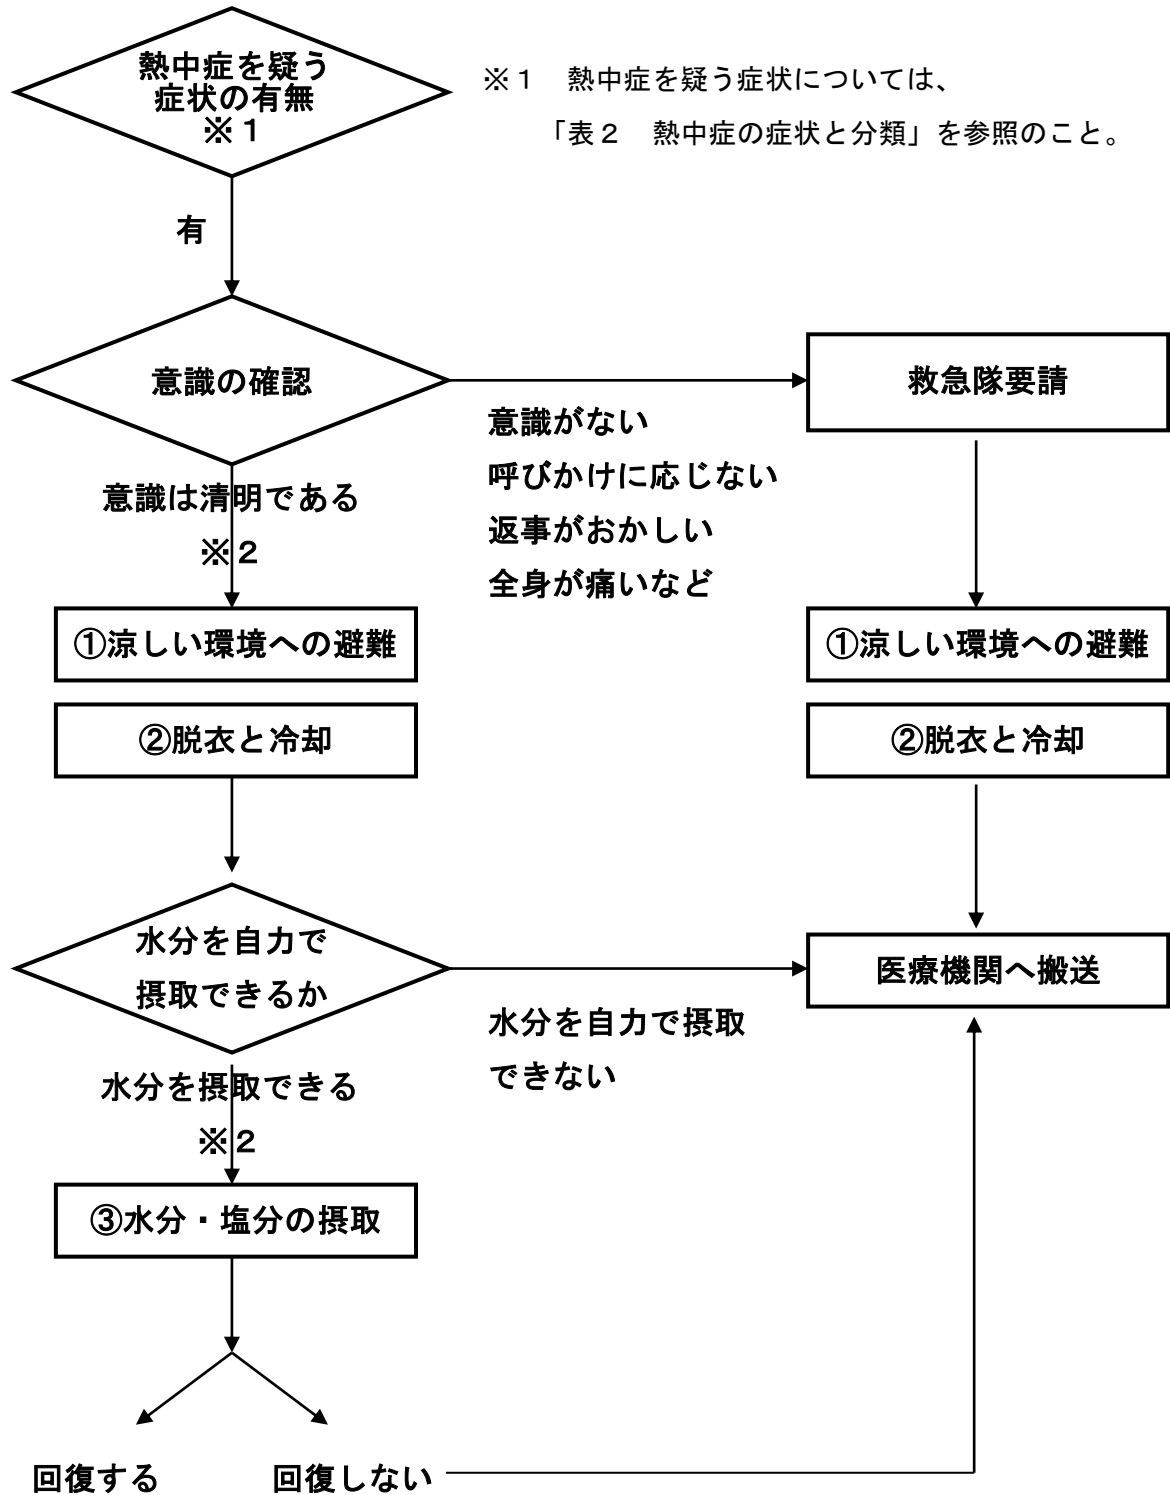 熱中症を疑う
症状の有無
※１
※１　熱中症を疑う症状については、
「表２　熱中症の症状と分類」を参照のこと。
有
意識の確認
救急隊要請
意識がない
呼びかけに応じない
返事がおかしい
全身が痛いなど
意識は清明である
※２
①涼しい環境への避難
①涼しい環境への避難
②脱衣と冷却
②脱衣と冷却
水分を自力で
摂取できるか
医療機関へ搬送
水分を自力で摂取
できない
水分を摂取できる
※２
③水分・塩分の摂取
回復する
回復しない